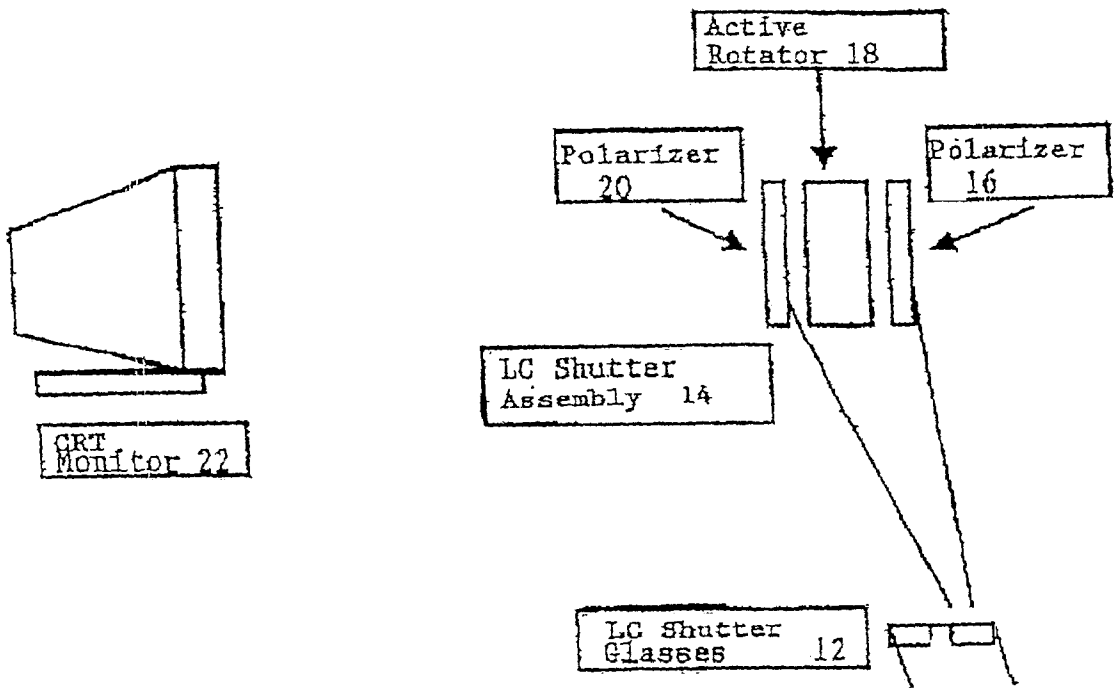 Active
Rotator 18
Polarizer
20
Polarizer
16
LC Shutter
Assembly 14
CRT
Monitor 22
LC Shutter
Glasses 12